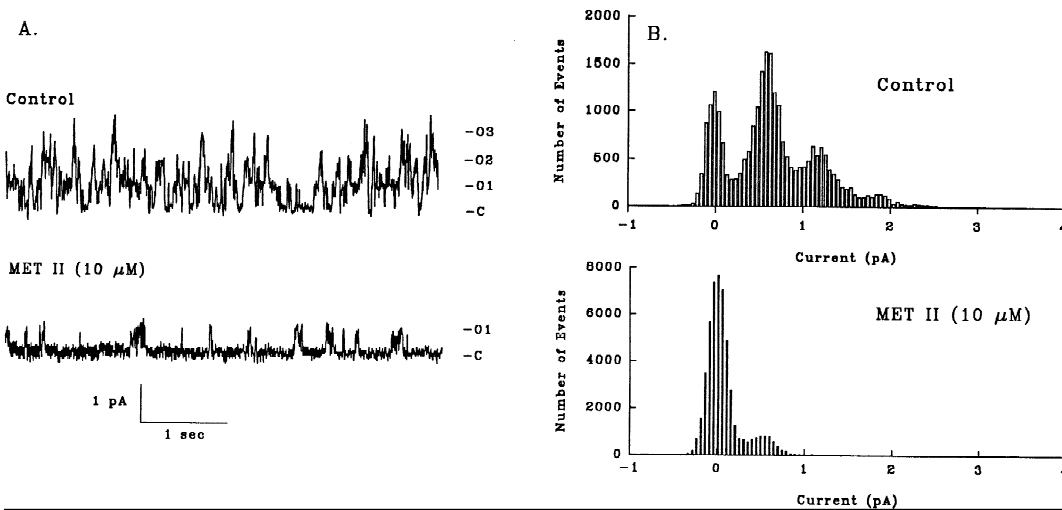 A.
Control
-03
-02
-01
-C
MET II (10 μM)
-01
-C
1 pA
1 sec
B.
Number of Events
2000
1500
1000
500
0
Control
-1 0 1 2 3 4
Current (pA)
Number of Events
8000
6000
4000
2000
0
MET II (10 μM)
-1 0 1 2 3
Current (pA)